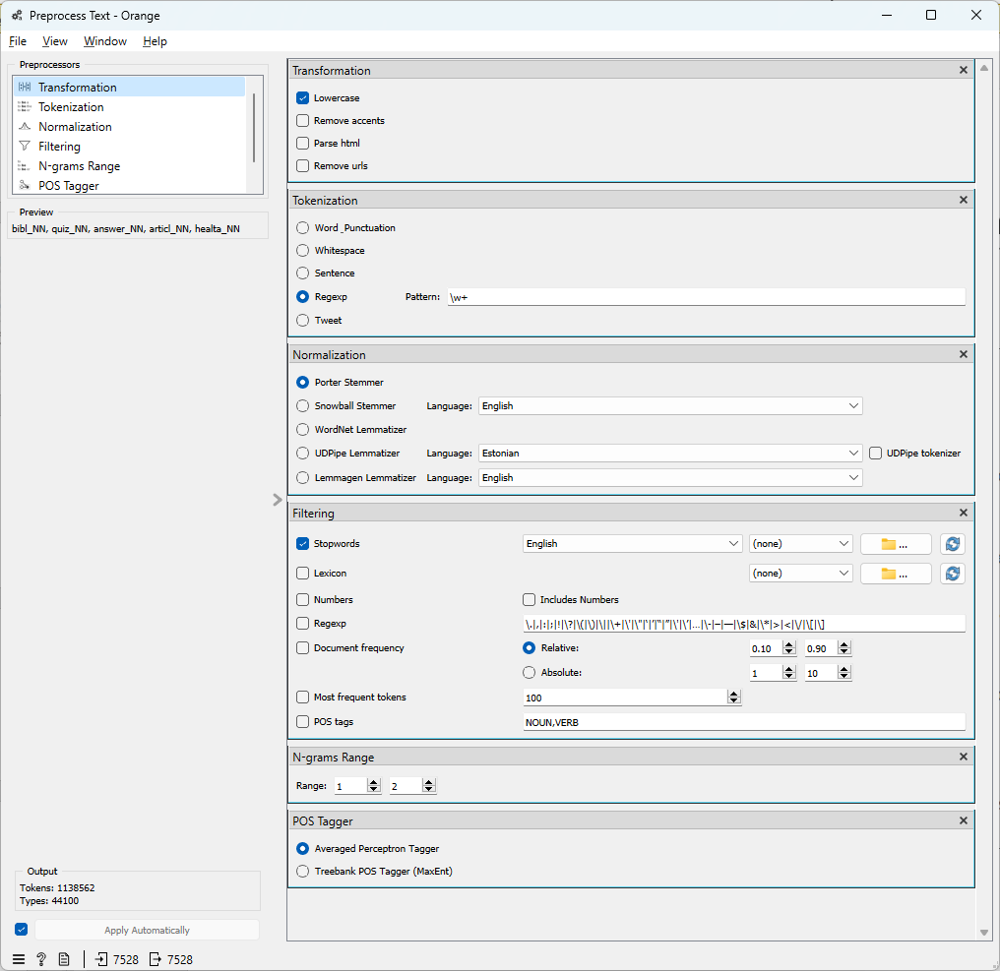 Preprocess Text - Orange
File View Window Help
Preprocessors
Transformation
Tokenization
Normalization
Filtering
N-grams Range
POS Tagger
Preview
bibl_NN, quiz_NN, answer_NN, articl_NN, healta_NN
Transformation
Lowercase
Remove accents
Parse html
Remove urls
Tokenization
Word_Punctuation
Whitespace
Sentence
Regexp Pattern: \w+
Tweet
Normalization
Porter Stemmer
Snowball Stemmer Language: English
WordNet Lemmatizer
UDPipe Lemmatizer Language: Estonian UDPipe tokenizer
Lemmagen Lemmatizer Language: English
Filtering
Stopwords English (none) ...
Lexicon (none) ...
Numbers Includes Numbers
Regexp
Document frequency Relative: 0.10 0.90
Absolute: 1 10
Most frequent tokens 100
POS tags NOUN,VERB
N-grams Range
Range: 1 2
POS Tagger
Averaged Perceptron Tagger
Treebank POS Tagger (MaxEnt)
Output
Tokens: 1138562
Types: 44100
Apply Automatically
7528 7528